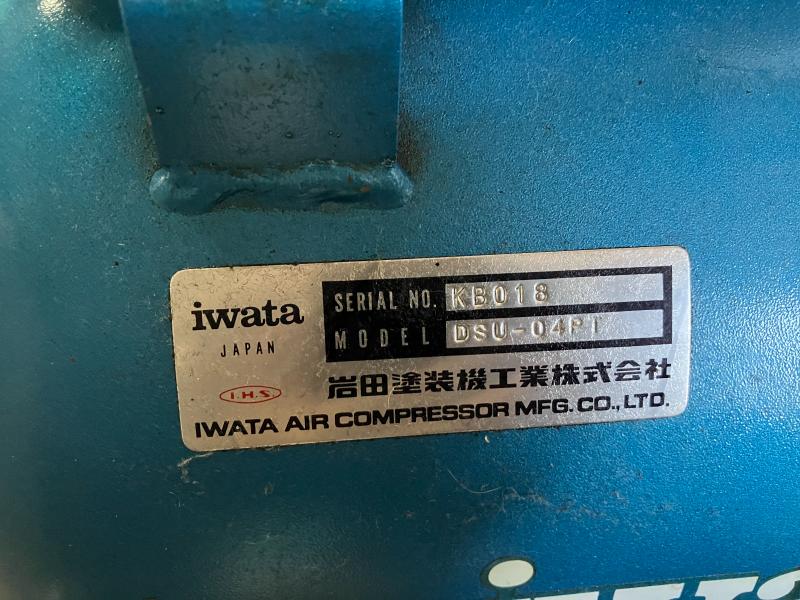 iwata
JAPAN
SERIAL NO. KB018
MODEL DSU-04PT
I.H.S.
岩田塗装機工業株式会社
IWATA AIR COMPRESSOR MFG. CO., LTD.